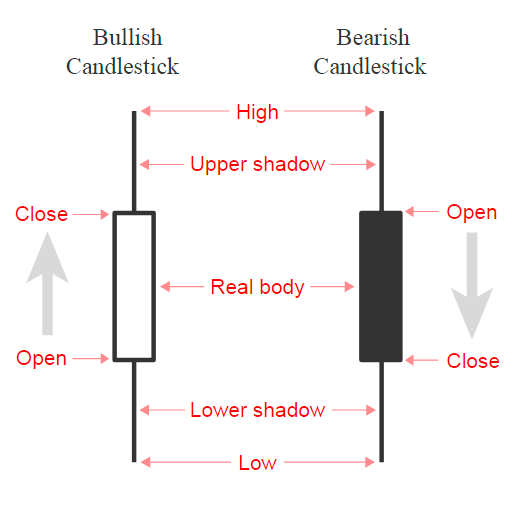 Bullish
Candlestick
Bearish
Candlestick
High
Upper shadow
Close
Open
Real body
Open
Close
Lower shadow
Low